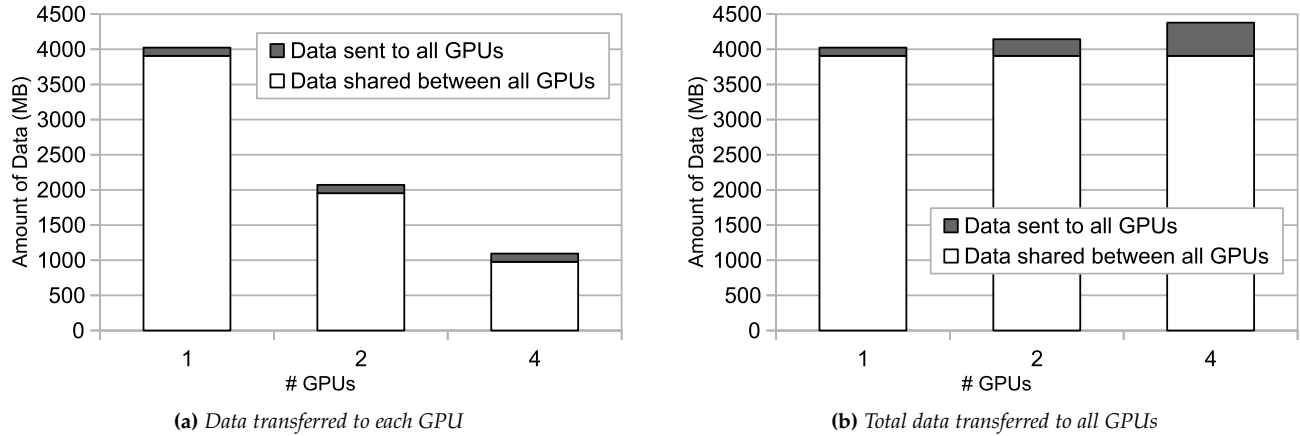 4500
4000
3500
3000
2500
2000
1500
1000
500
0
Amount of Data (MB)
Data sent to all GPUs
Data shared between all GPUs
1 2 4
# GPUs
(a) Data transferred to each GPU
4500
4000
3500
3000
2500
2000
1500
1000
500
0
Amount of Data (MB)
Data sent to all GPUs
Data shared between all GPUs
1 2 4
# GPUs
(b) Total data transferred to all GPUs